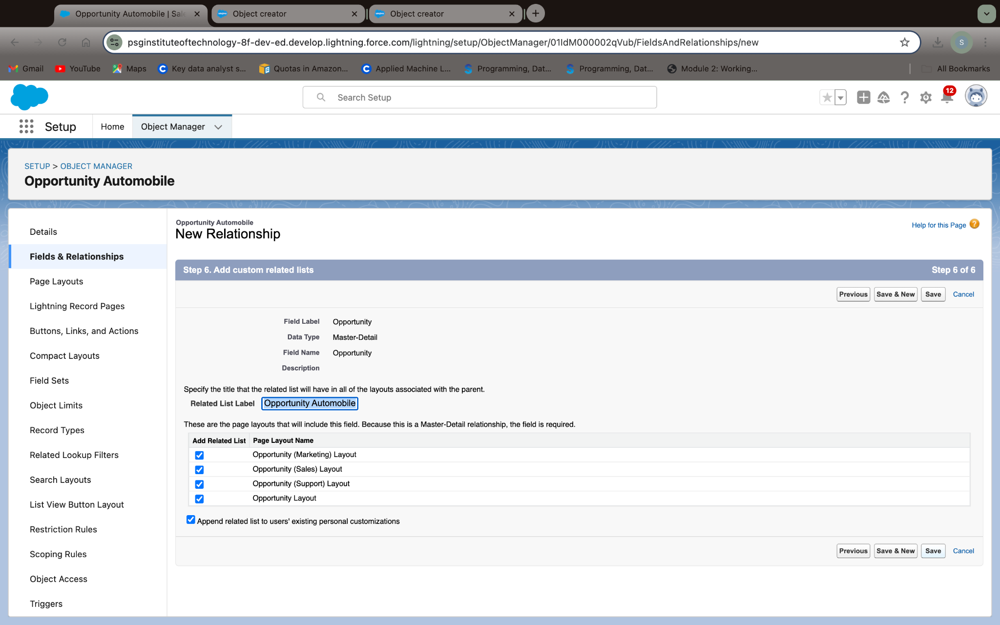 Opportunity Automobile | Sale
Object creator
Object creator
psginstituteoftechnology-8f-dev-ed.develop.lightning.force.com/lightning/setup/ObjectManager/01IdM000002qVub/FieldsAndRelationships/new
S
Gmail
YouTube
Maps
Key data analyst s...
Quotas in Amazon...
Applied Machine L...
Programming, Dat...
Programming, Dat...
Module 2: Working...
All Bookmarks
Search Setup
12
Setup
Home
Object Manager
SETUP > OBJECT MANAGER
Opportunity Automobile
Details
Fields & Relationships
Page Layouts
Lightning Record Pages
Buttons, Links, and Actions
Compact Layouts
Field Sets
Object Limits
Record Types
Related Lookup Filters
Search Layouts
List View Button Layout
Restriction Rules
Scoping Rules
Object Access
Triggers
Opportunity Automobile
New Relationship
Help for this Page
Step 6. Add custom related lists
Step 6 of 6
Previous
Save & New
Save
Cancel
Field Label Opportunity
Data Type Master-Detail
Field Name Opportunity
Description
Specify the title that the related list will have in all of the layouts associated with the parent.
Related List Label Opportunity Automobile
These are the page layouts that will include this field. Because this is a Master-Detail relationship, the field is required.
Add Related List Page Layout Name
Opportunity (Marketing) Layout
Opportunity (Sales) Layout
Opportunity (Support) Layout
Opportunity Layout
Append related list to users' existing personal customizations
Previous
Save & New
Save
Cancel